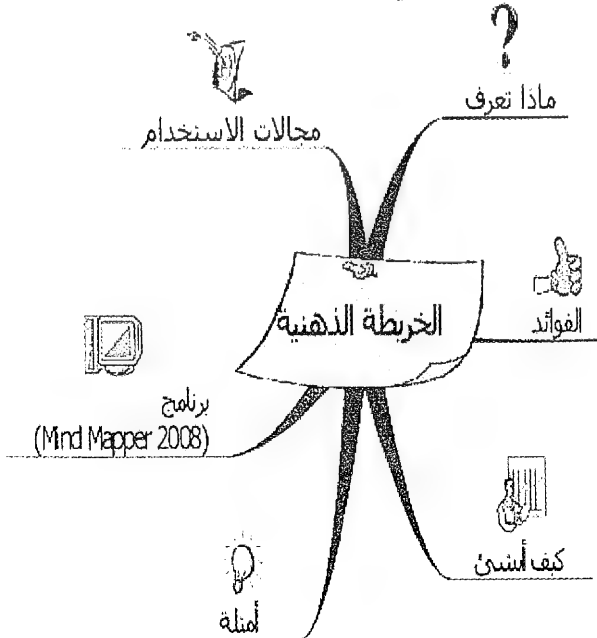 ماذا تعرف
مجالات الاستخدام
الخريطة الذهنية
الفوائد
برنامج
(Mind Mapper 2008)
كيف أنشئ
أمثلة